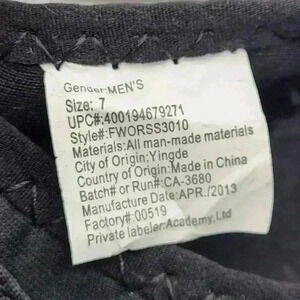 Gender:MEN'S
Size: 7
UPC#:400194679271
Style#:FWORSS3010
Materials:All man-made materials
City of Origin:Yingde
Country of Origin:Made in China
Batch# or Run#:CA-3680
Manufacture Date:APR./2013
Factory#:00519
Private labeler:Academy.Ltd